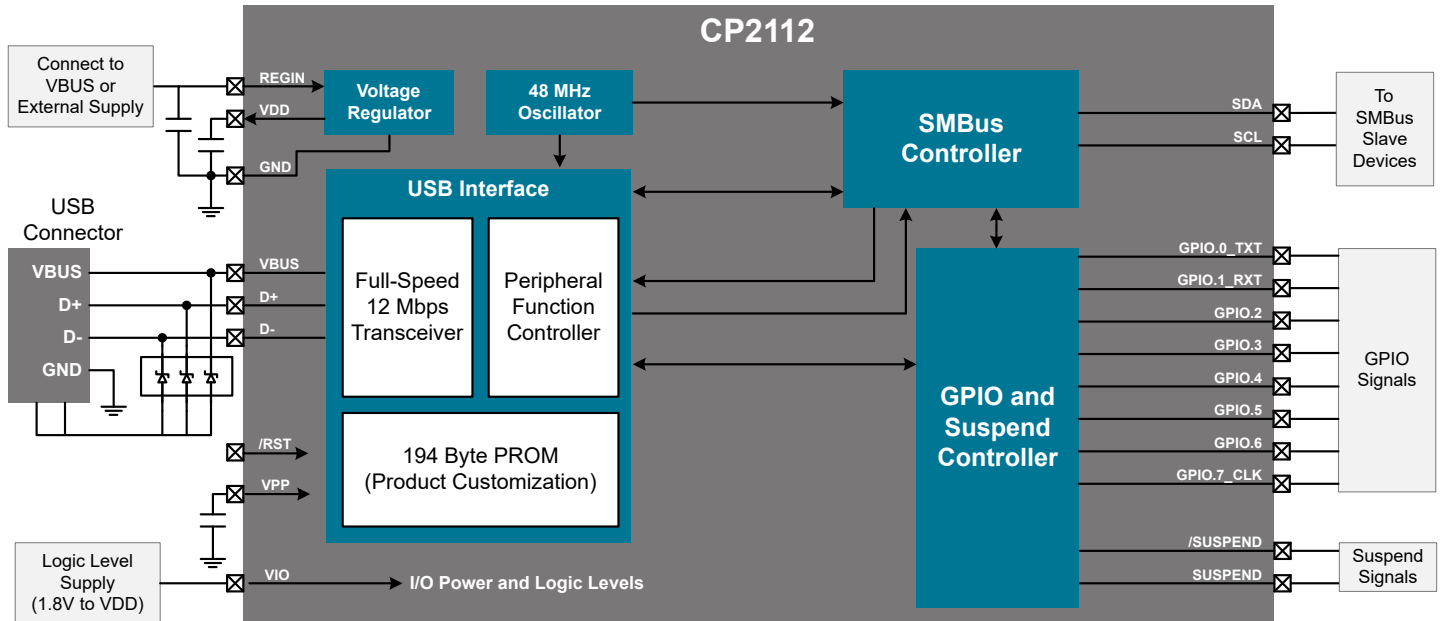 CP2112
Connect to
VBUS or
External Supply
REGIN
VDD
GND
Voltage
Regulator
48 MHz
Oscillator
SMBus
Controller
SDA
SCL
To
SMBus
Slave
Devices
USB
Connector
VBUS
D+
D-
GND
VBUS
D+
D-
/RST
VPP
USB Interface
Full-Speed
12 Mbps
Transceiver
Peripheral
Function
Controller
194 Byte PROM
(Product Customization)
GPIO and
Suspend
Controller
GPIO.0_TXT
GPIO.1_RXT
GPIO.2
GPIO.3
GPIO.4
GPIO.5
GPIO.6
GPIO.7_CLK
GPIO
Signals
/SUSPEND
SUSPEND
Suspend
Signals
Logic Level
Supply
(1.8V to VDD)
VIO
I/O Power and Logic Levels